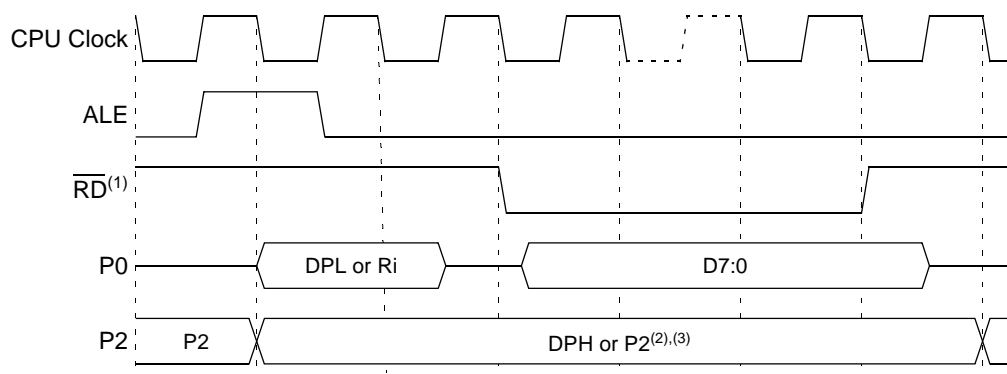 CPU Clock
ALE
RD(1)
P0 DPL or Ri D7:0
P2 P2 DPH or P2(2),(3)